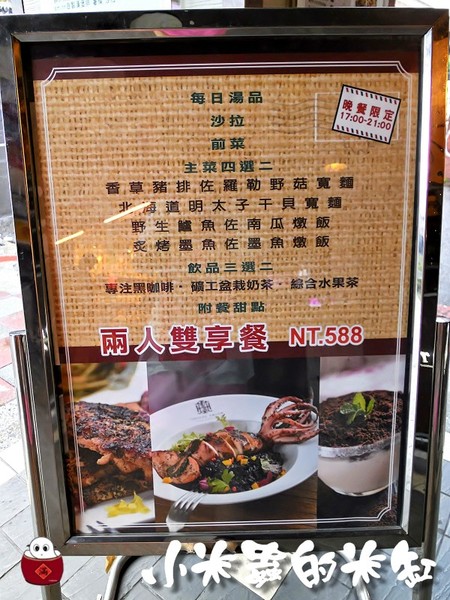 每日湯品
晚餐限定
17:00-21:00
沙拉
前菜
主菜四選二
香草豬排佐羅勒野菇寬麵
北海道明太子干貝寬麵
野生鱸魚佐南瓜燉飯
炙烤墨魚佐墨魚燉飯
飲品三選二
專注黑咖啡·礦工盆栽奶茶·綜合水果茶
附餐甜點
兩人雙享餐 NT.588
小米蟲的米缸